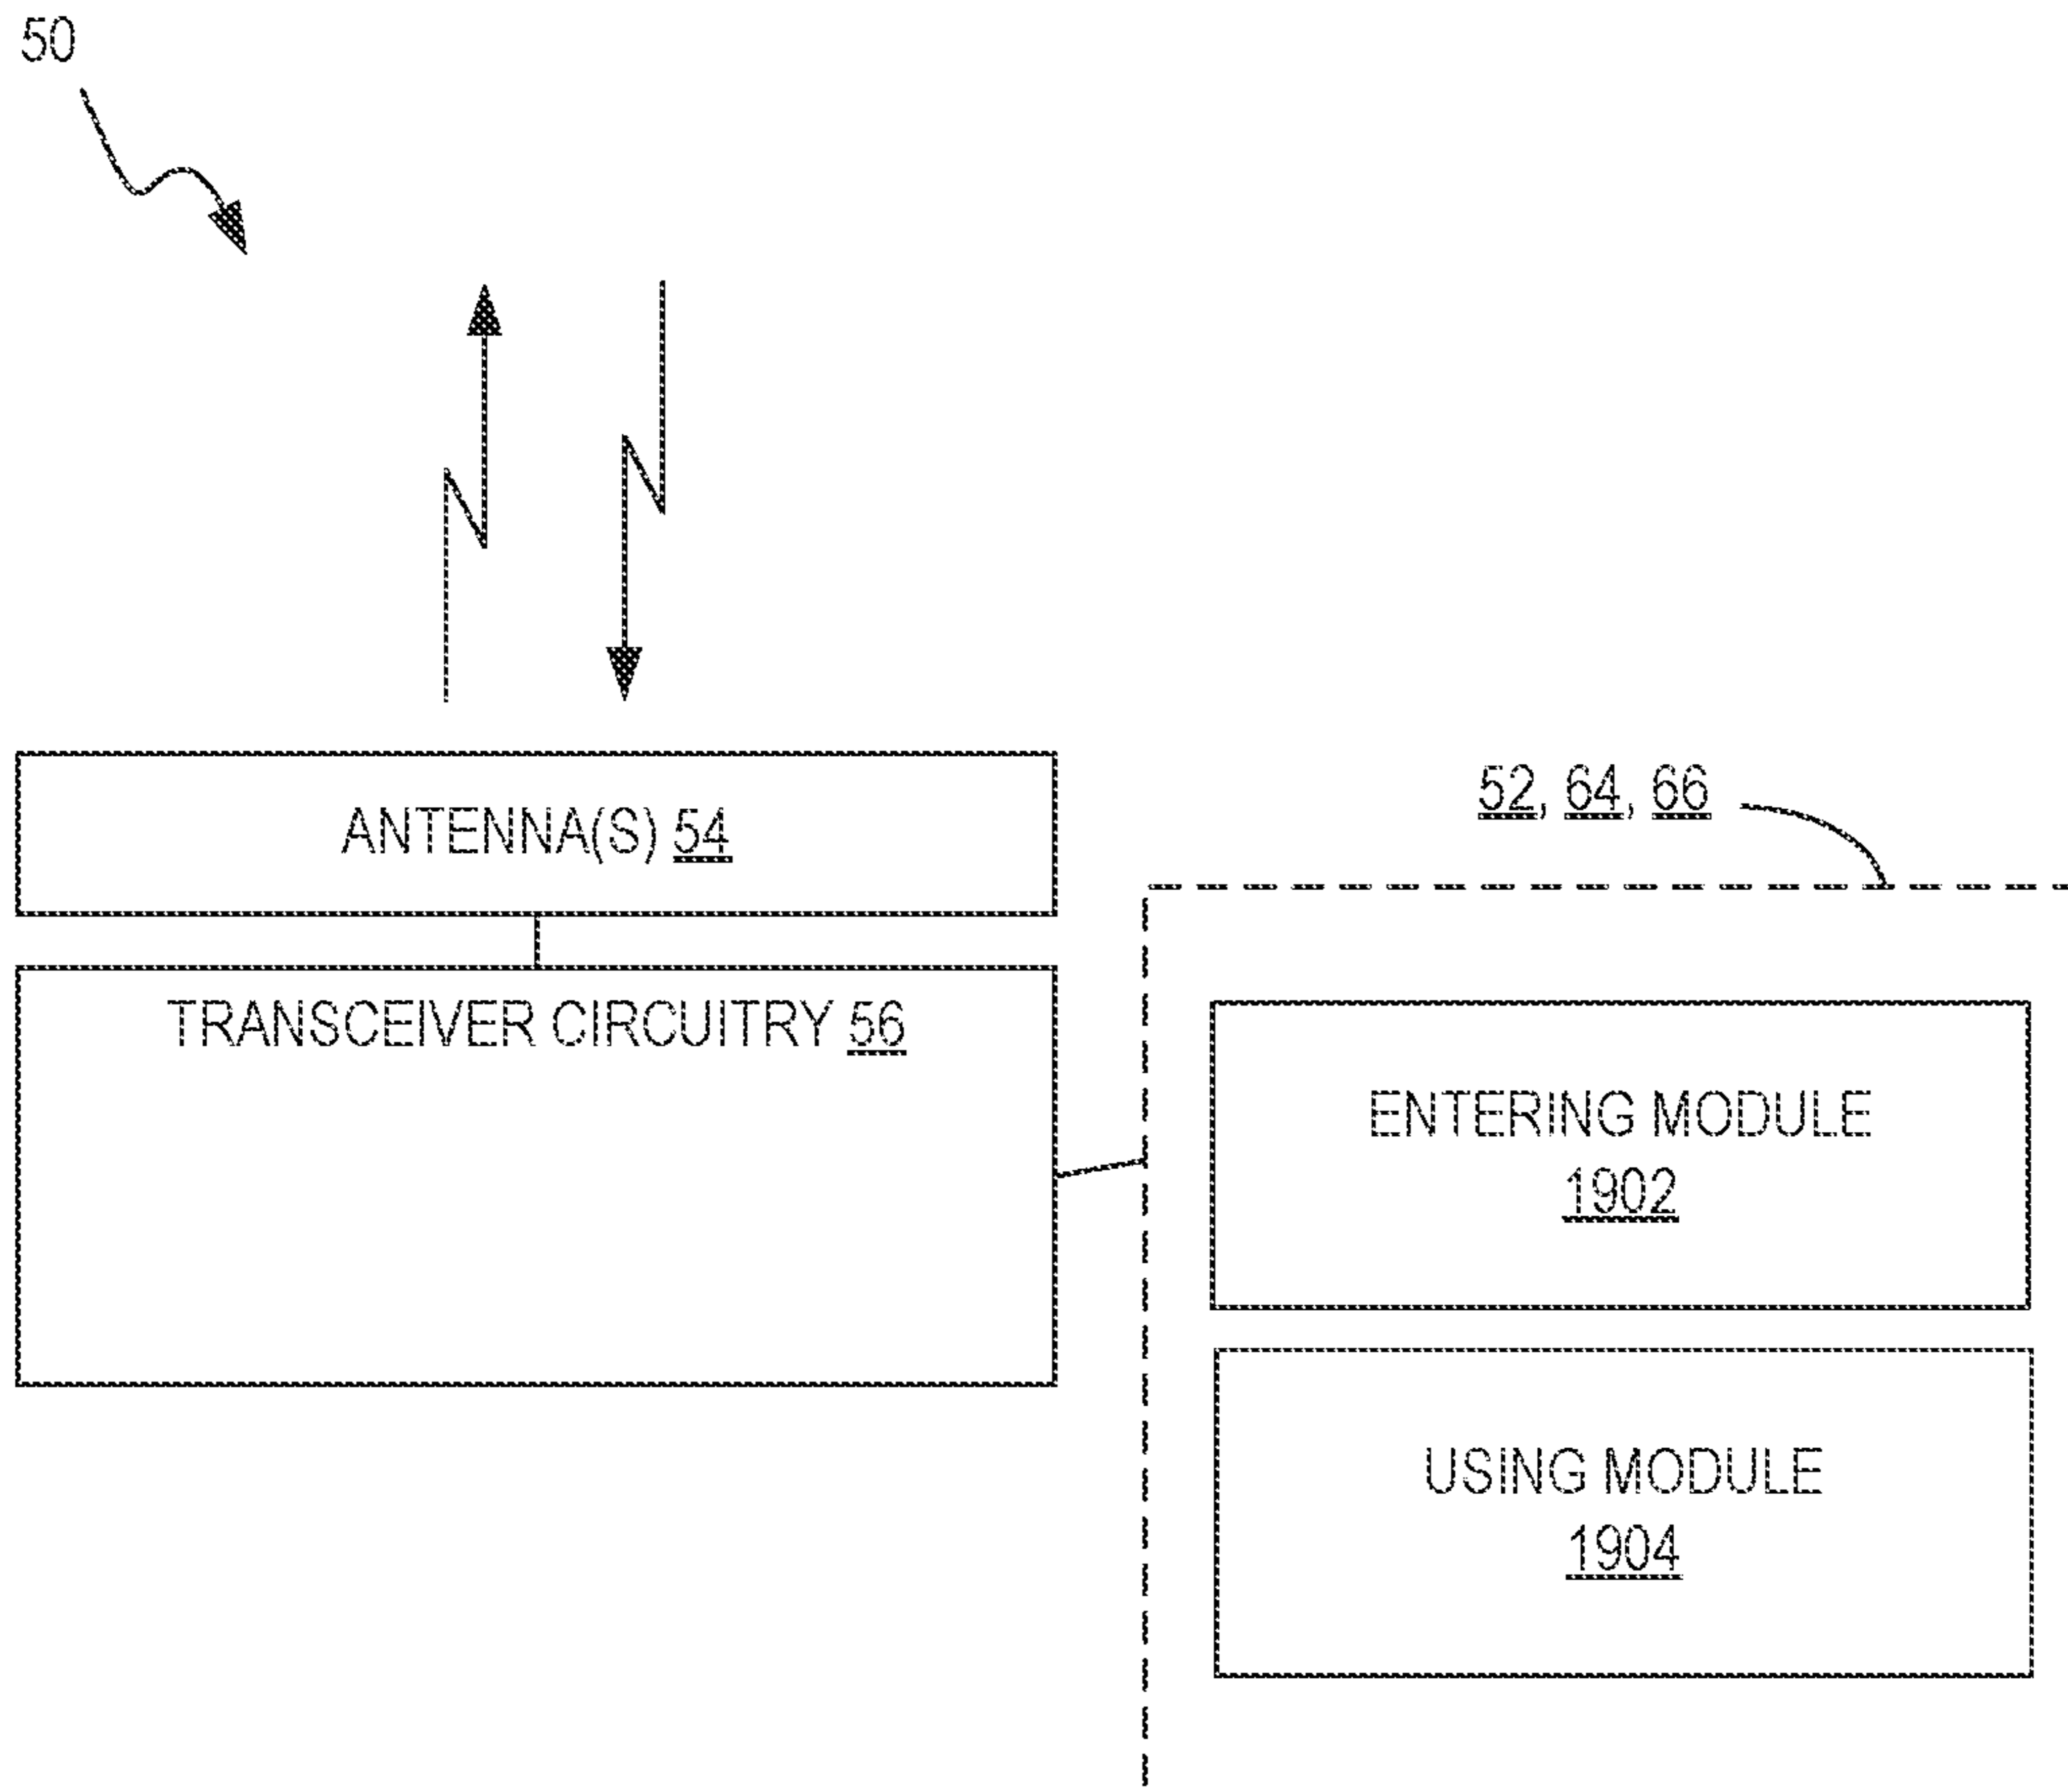 50
ANTENNA(S) 54
52, 64, 66
TRANSCEIVER CIRCUITRY 56
ENTERING MODULE
1902
USING MODULE
1904